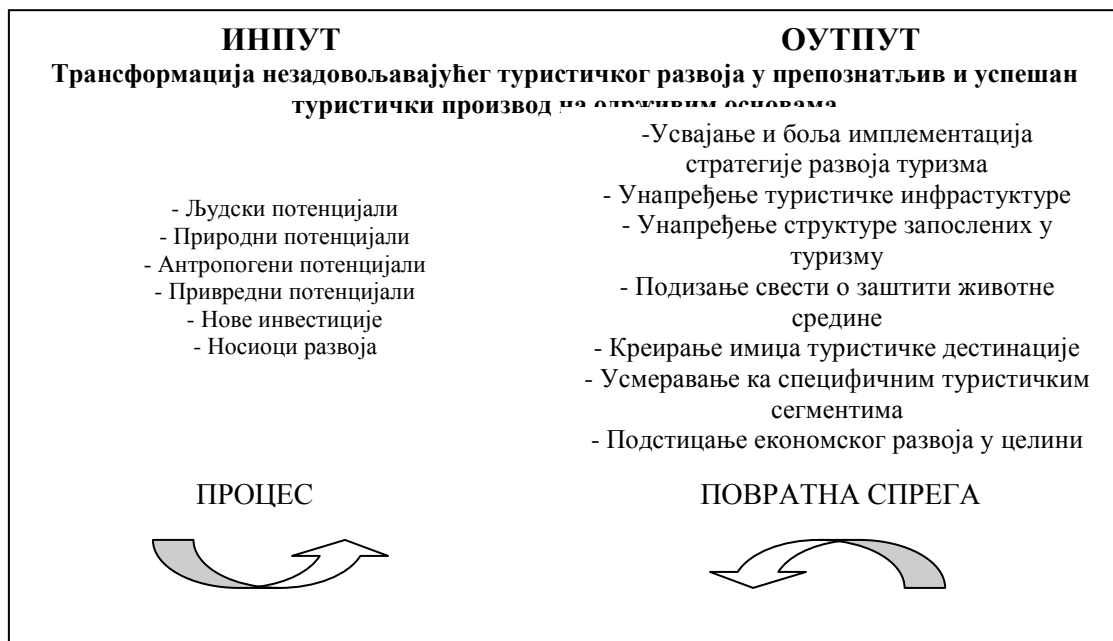 ИНПУТ
ОУТПУТ
Трансформација незадовољавајућег туристичког развоја у препознатљив и успешан
туристички производ на одрживим основама
- Људски потенцијали
- Природни потенцијали
- Антропогени потенцијали
- Привредни потенцијали
- Нове инвестиције
- Носиоци развоја
-Усвајање и боља имплементација
стратегије развоја туризма
- Унапређење туристичке инфрастуктуре
- Унапређење структуре запослених у
туризму
- Подизање свести о заштити животне
средине
- Креирање имиџа туристичке дестинације
- Усмеравање ка специфичним туристичким
сегментима
- Подстицање економског развоја у целини
ПРОЦЕС
ПОВРАТНА СПРЕГА